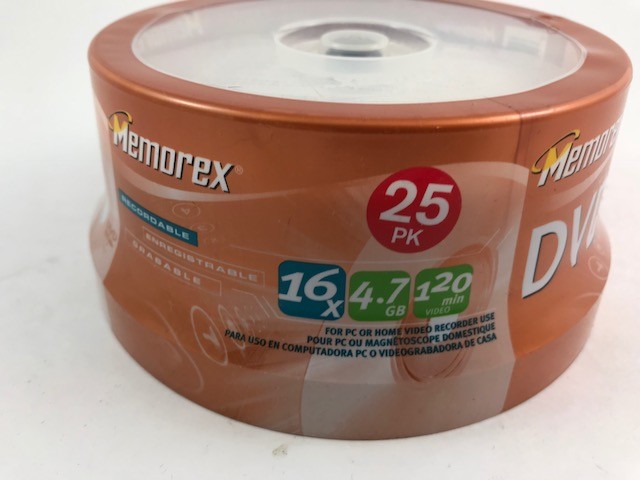 Memorex®
RECORDABLE
ENREGISTRABLE
GRABABLE
25
PK
16x
4.7
GB
120
min
VIDEO
FOR PC OR HOME VIDEO RECORDER USE
POUR PC OU MAGNÉTOSCOPE DOMESTIQUE
PARA USO EN COMPUTADORA PC O VIDEOGRABADORA DE CASA
Memorex
DVD